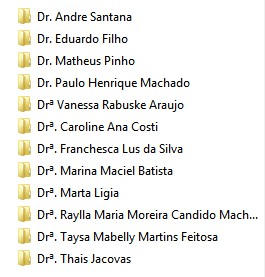 Dr. Andre Santana
Dr. Eduardo Filho
Dr. Matheus Pinho
Dr. Paulo Henrique Machado
Drª Vanessa Rabuske Araujo
Drª. Caroline Ana Costi
Drª. Franchesca Lus da Silva
Drª. Marina Maciel Batista
Drª. Marta Ligia
Drª. Raylla Maria Moreira Candido Mach...
Drª. Taysa Mabelly Martins Feitosa
Drª. Thais Jacovas